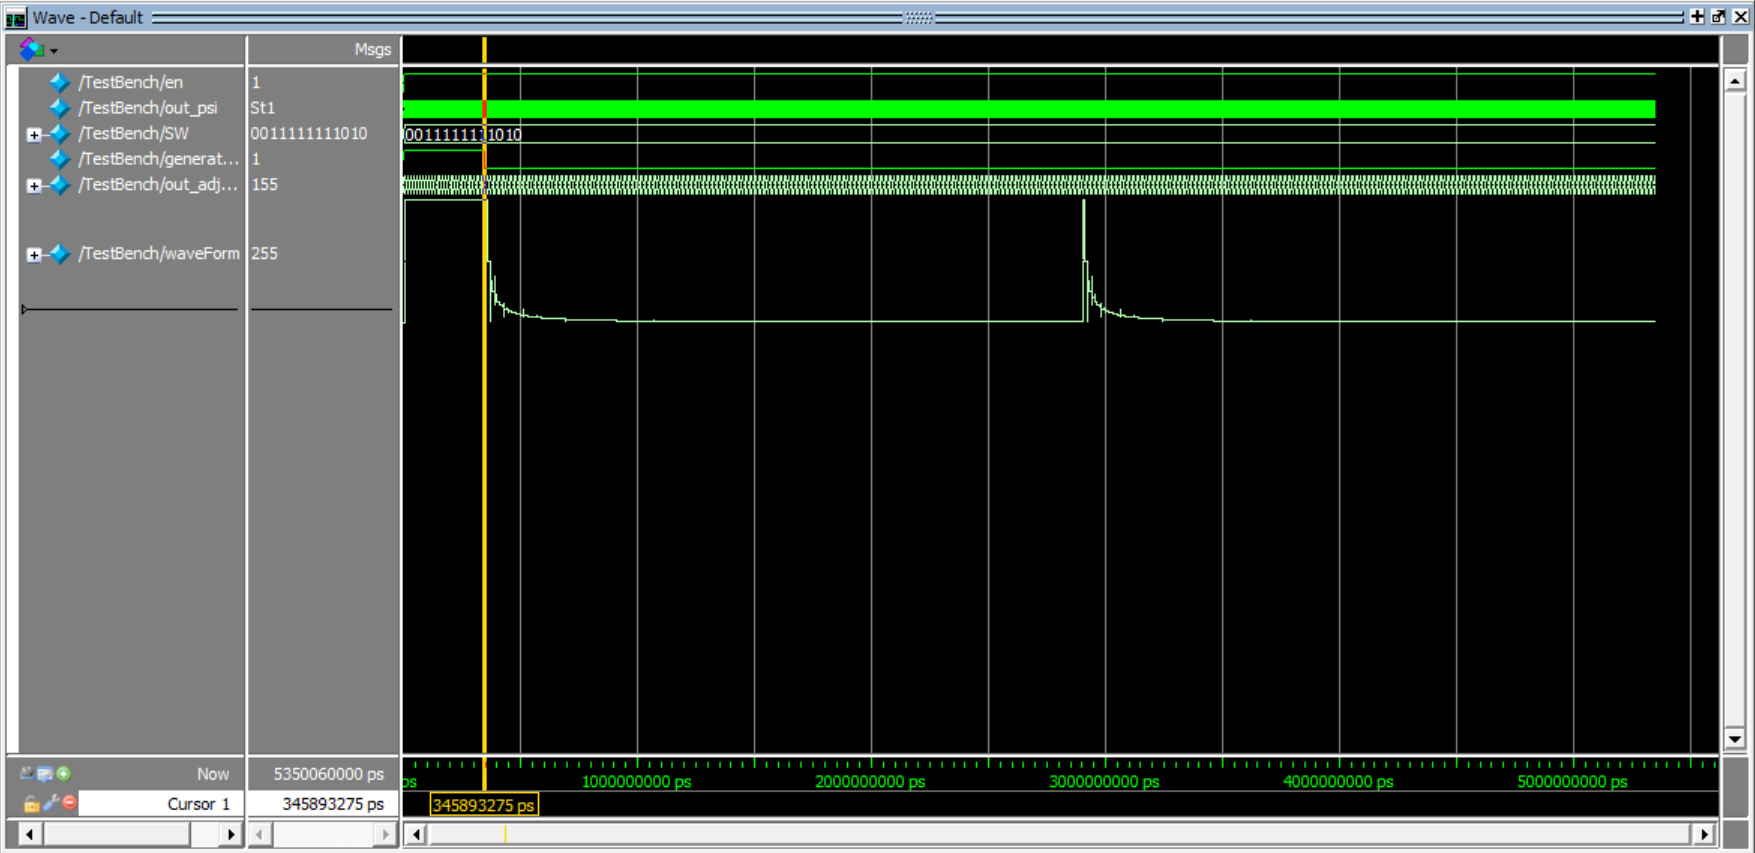 Wave - Default
Msgs
/TestBench/en 1
/TestBench/out_psi St1
/TestBench/SW 0011111111010 0011111111010
/TestBench/generat... 1
/TestBench/out_adj... 155
/TestBench/waveForm 255
Now 5350060000 ps ps 1000000000 ps 2000000000 ps 3000000000 ps 4000000000 ps 5000000000 ps
Cursor 1 345893275 ps 345893275 ps